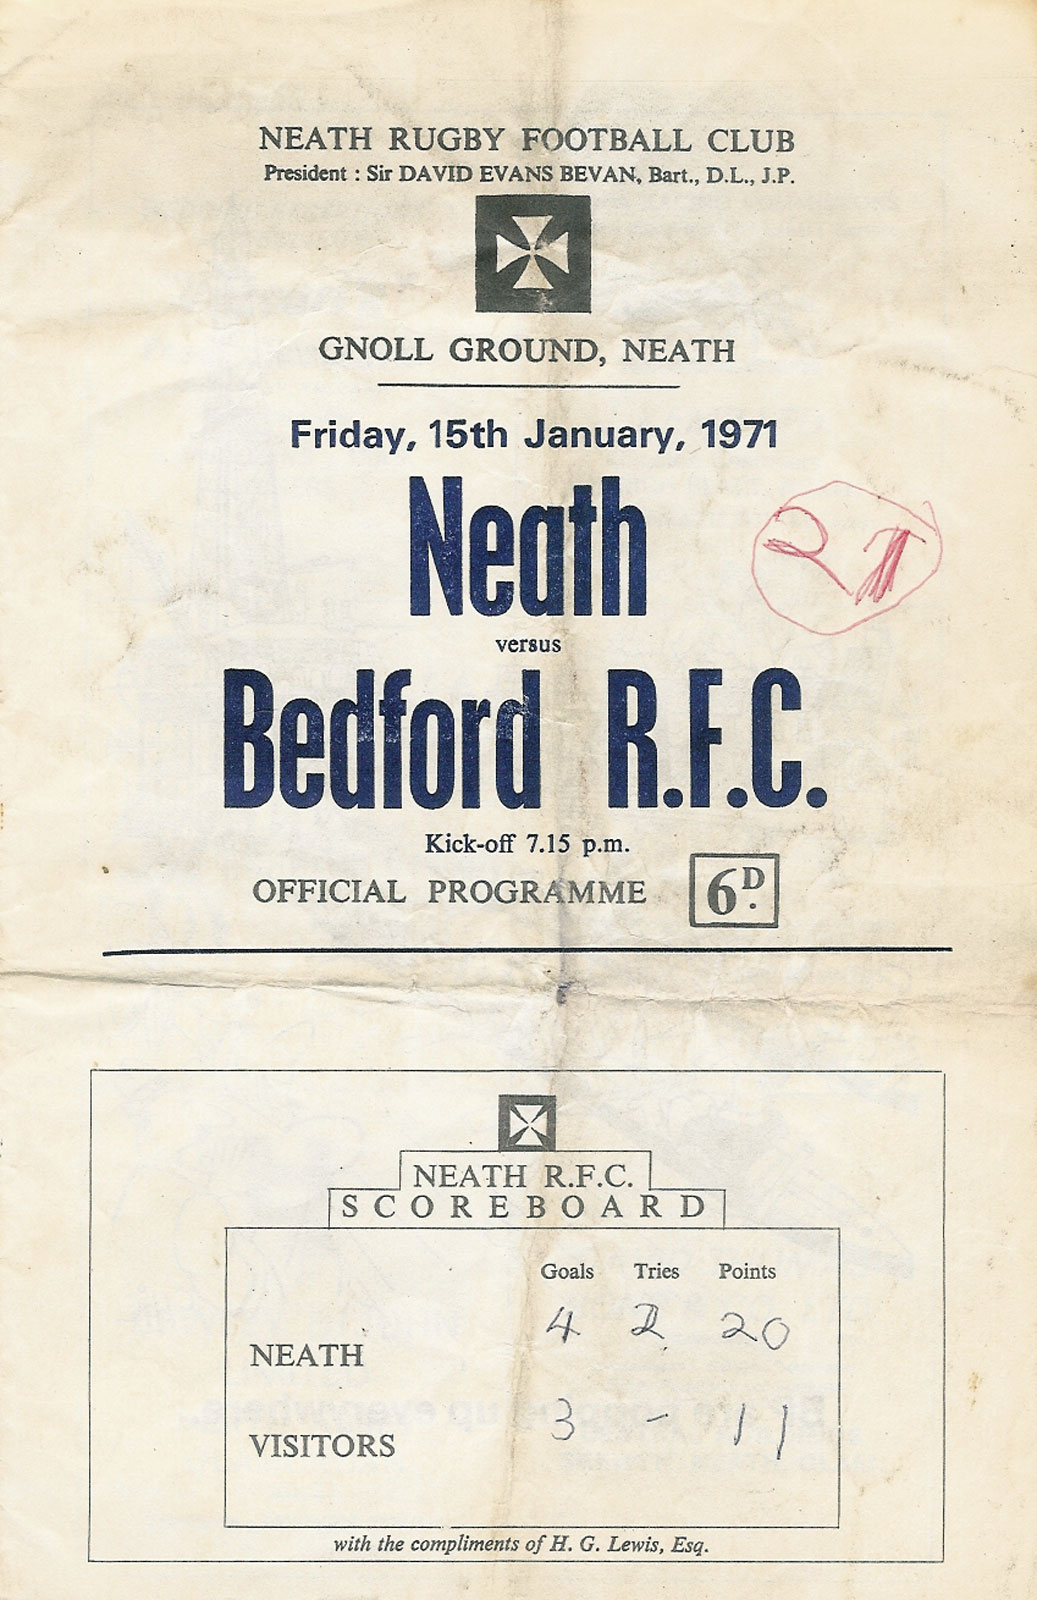 NEATH RUGBY FOOTBALL CLUB
President : Sir DAVID EVANS BEVAN, Bart., D.L., J.P.
GNOLL GROUND, NEATH
Friday, 15th January, 1971
Neath
versus
Bedford R.F.C.
Kick-off 7.15 p.m.
OFFICIAL PROGRAMME 6D.
NEATH R.F.C.
SCOREBOARD
Goals Tries Points
NEATH 4 2 20
VISITORS 3 - 11
with the compliments of H. G. Lewis, Esq.